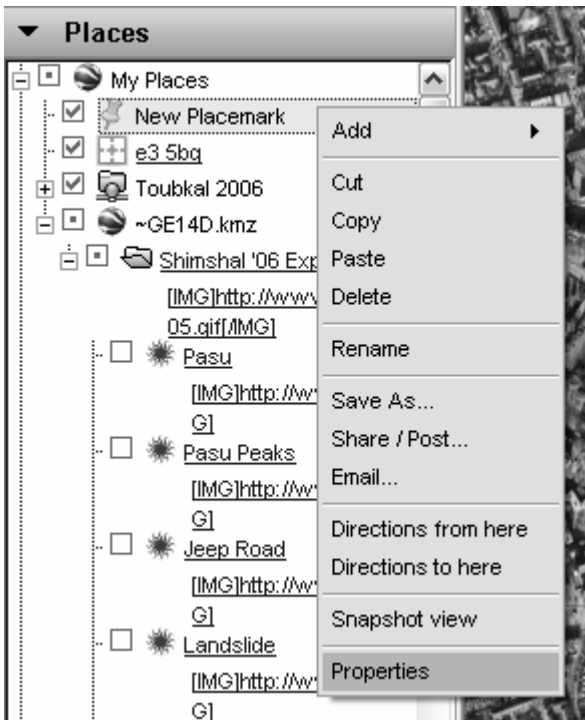 Places
My Places
New Placemark
e3 5bq
Toubkal 2006
~GE14D.kmz
Shimshal '06 Exp
[IMG]http://www
05.gif[/IMG]
Pasu
[IMG]http://w
G]
Pasu Peaks
[IMG]http://w
G]
Jeep Road
[IMG]http://w
G]
Landslide
[IMG]http://w
G]
Add
Cut
Copy
Paste
Delete
Rename
Save As...
Share / Post...
Email...
Directions from here
Directions to here
Snapshot view
Properties